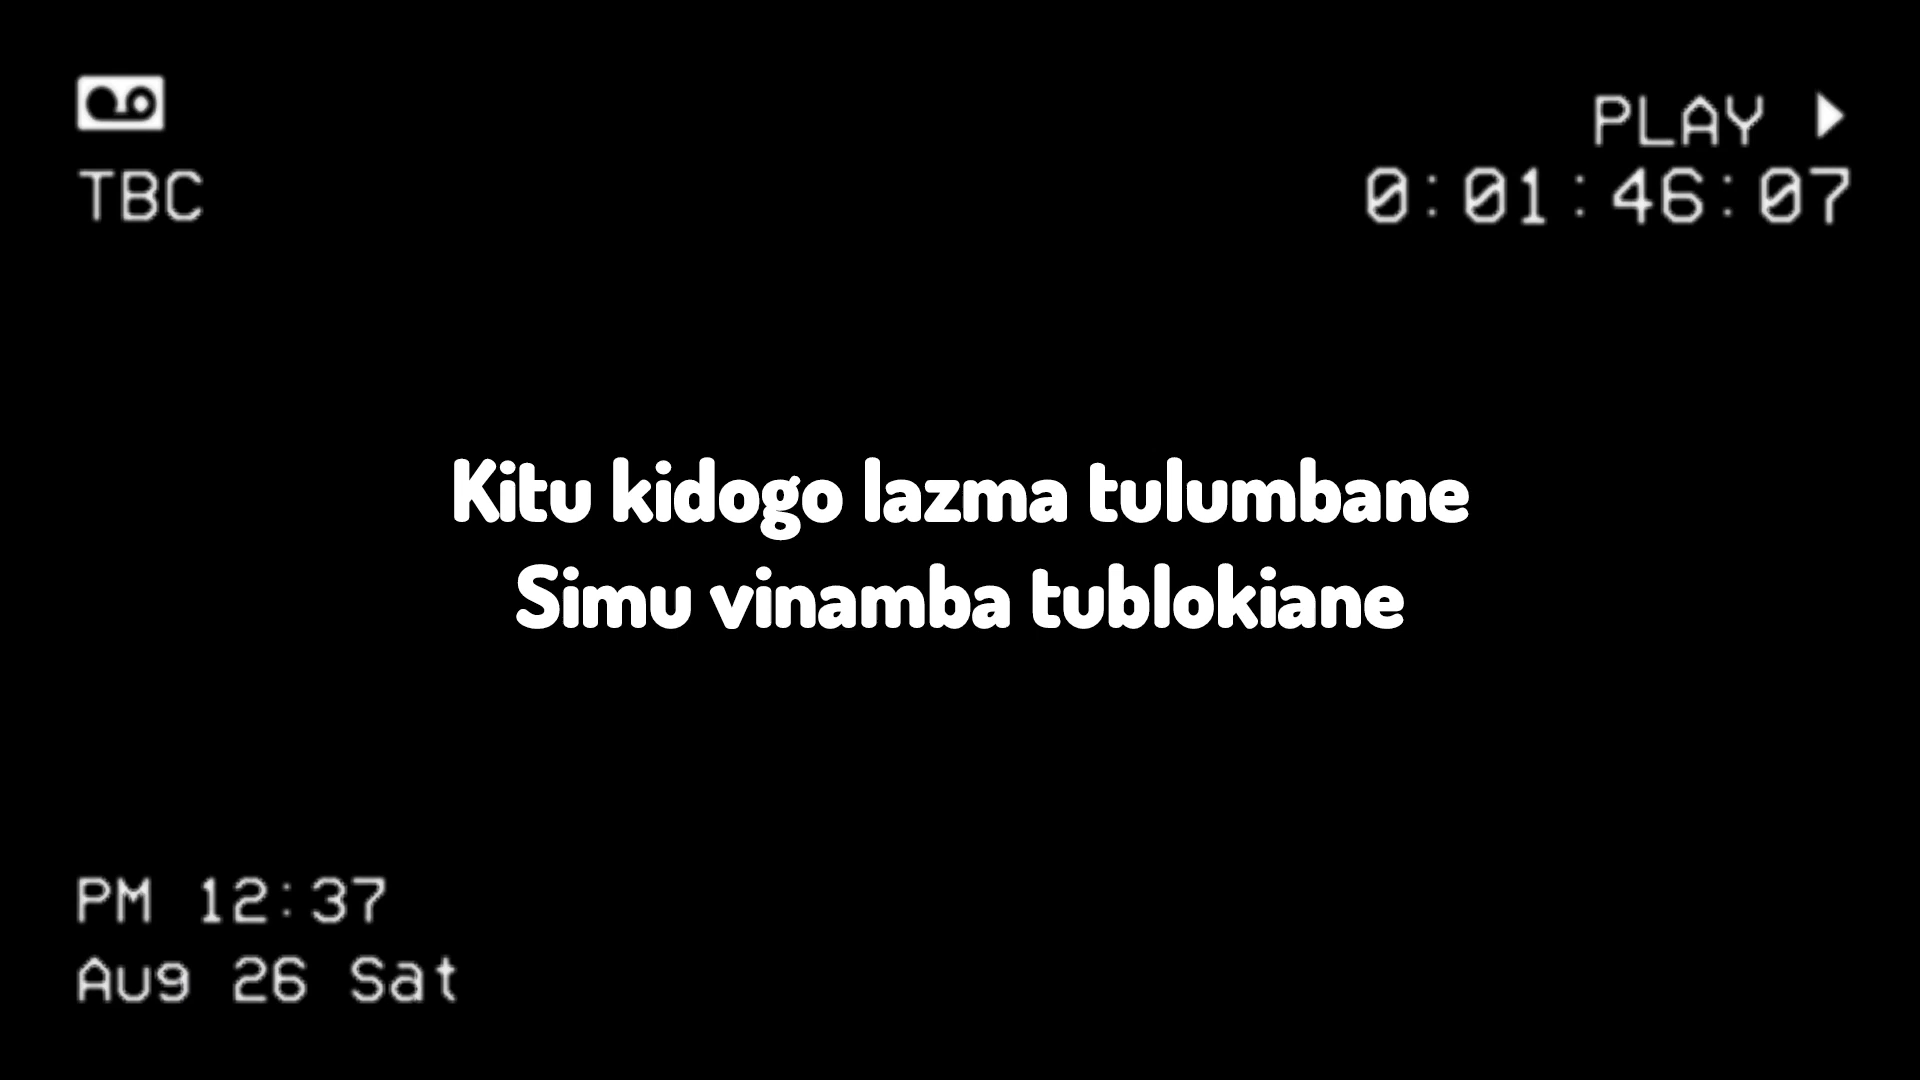 TBC
PLAY
0:01:46:07
Kitu kidogo lazma tulumbane
Simu vinamba tublokiane
PM 12:37
Aug 26 Sat